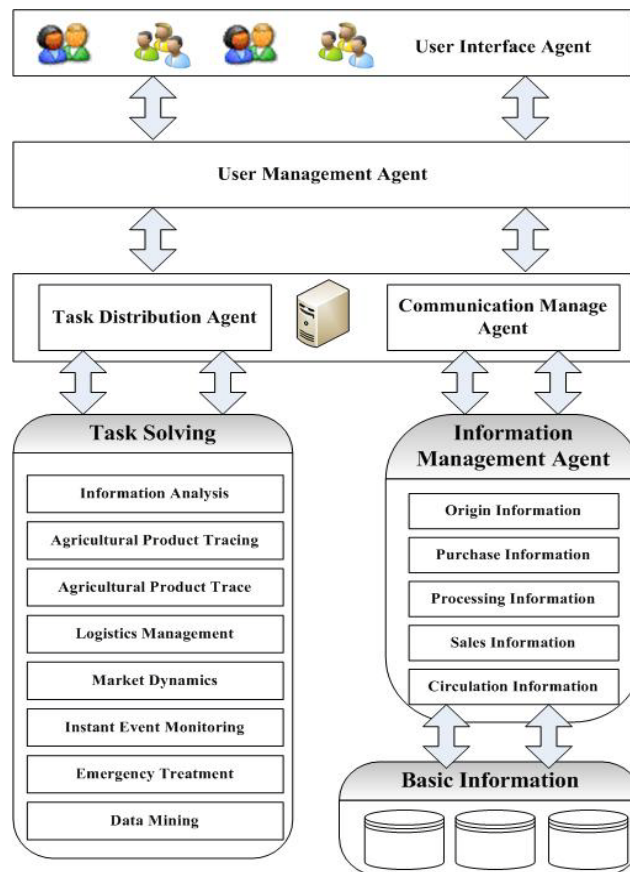 User Interface Agent
User Management Agent
Task Distribution Agent
Communication Manage
Agent
Task Solving
Information Analysis
Agricultural Product Tracing
Agricultural Product Trace
Logistics Management
Market Dynamics
Instant Event Monitoring
Emergency Treatment
Data Mining
Information
Management Agent
Origin Information
Purchase Information
Processing Information
Sales Information
Circulation Information
Basic Information